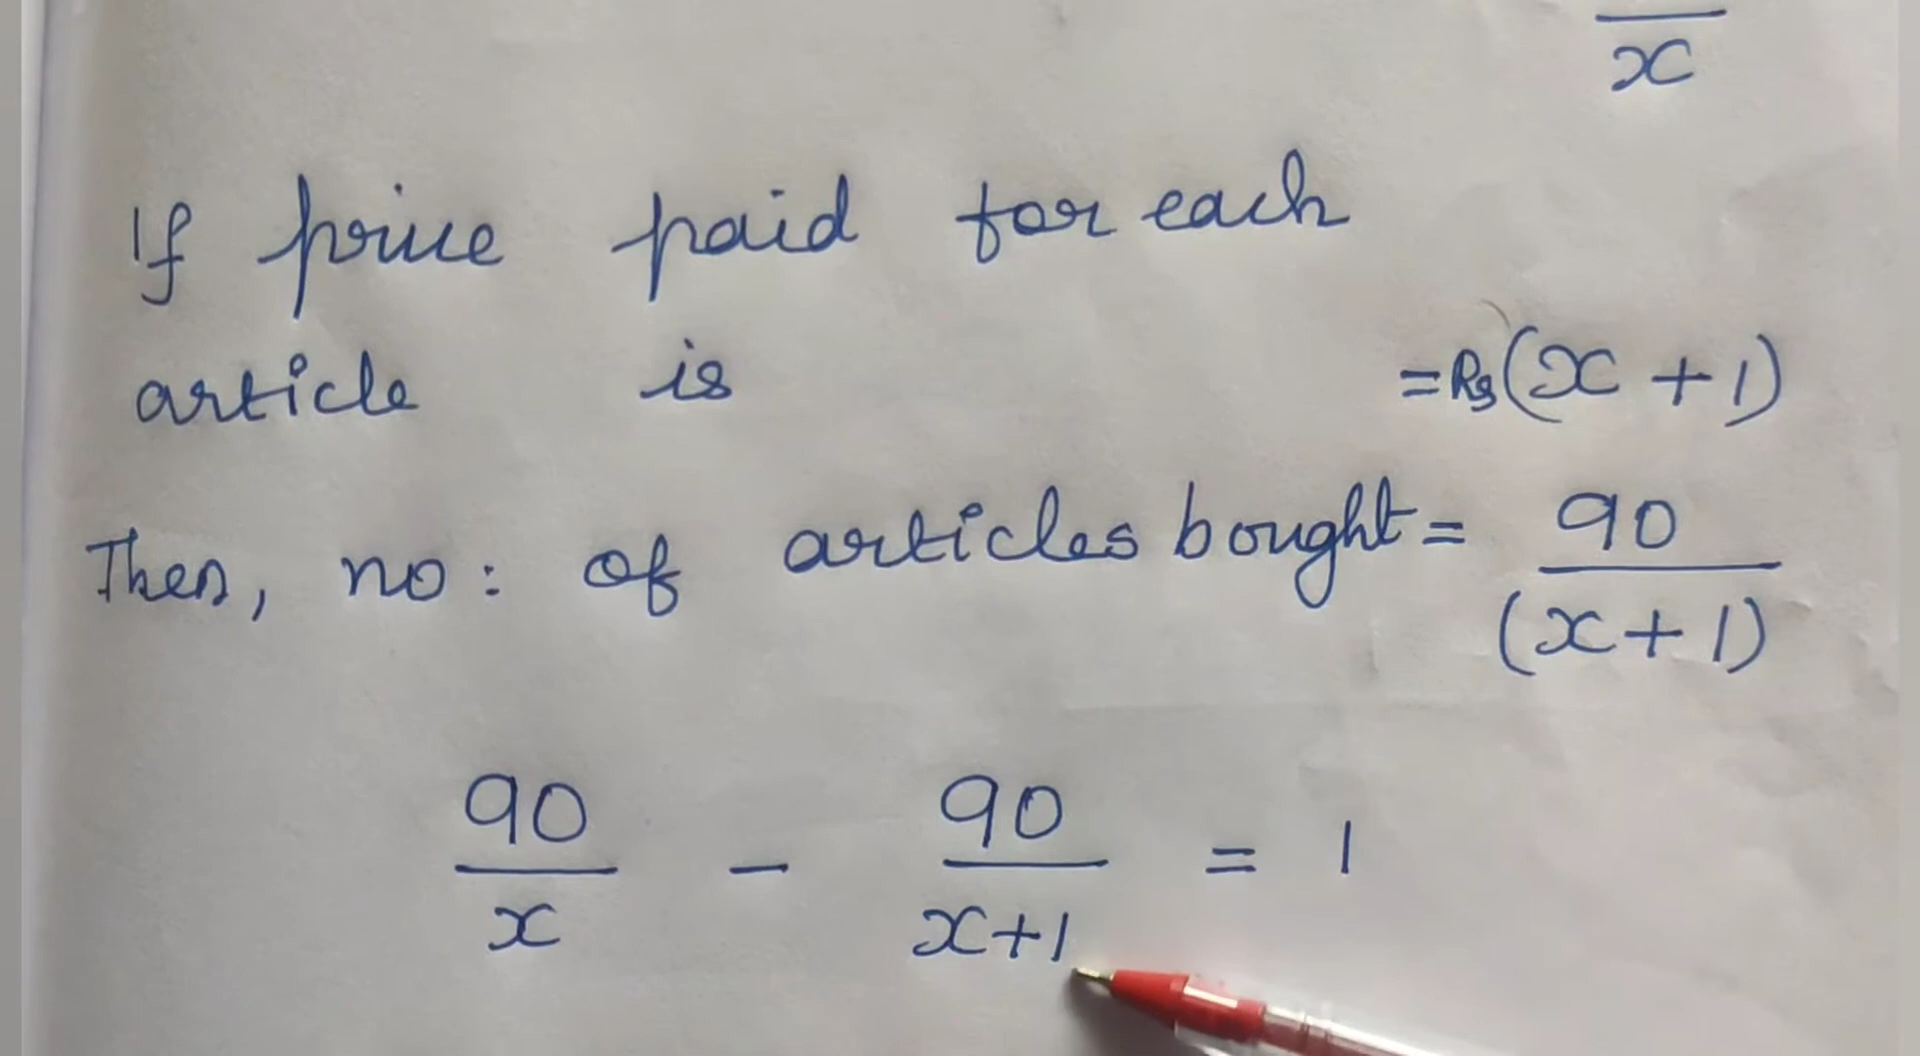 x
If price paid for each
article is = Rs (x + 1)
Then, no: of articles bought = 90 / (x + 1)
90 / x - 90 / x+1 = 1